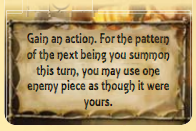 Gain an action. For the pattern
of the next being you summon
this turn, you may use one
enemy piece as though it were
yours.